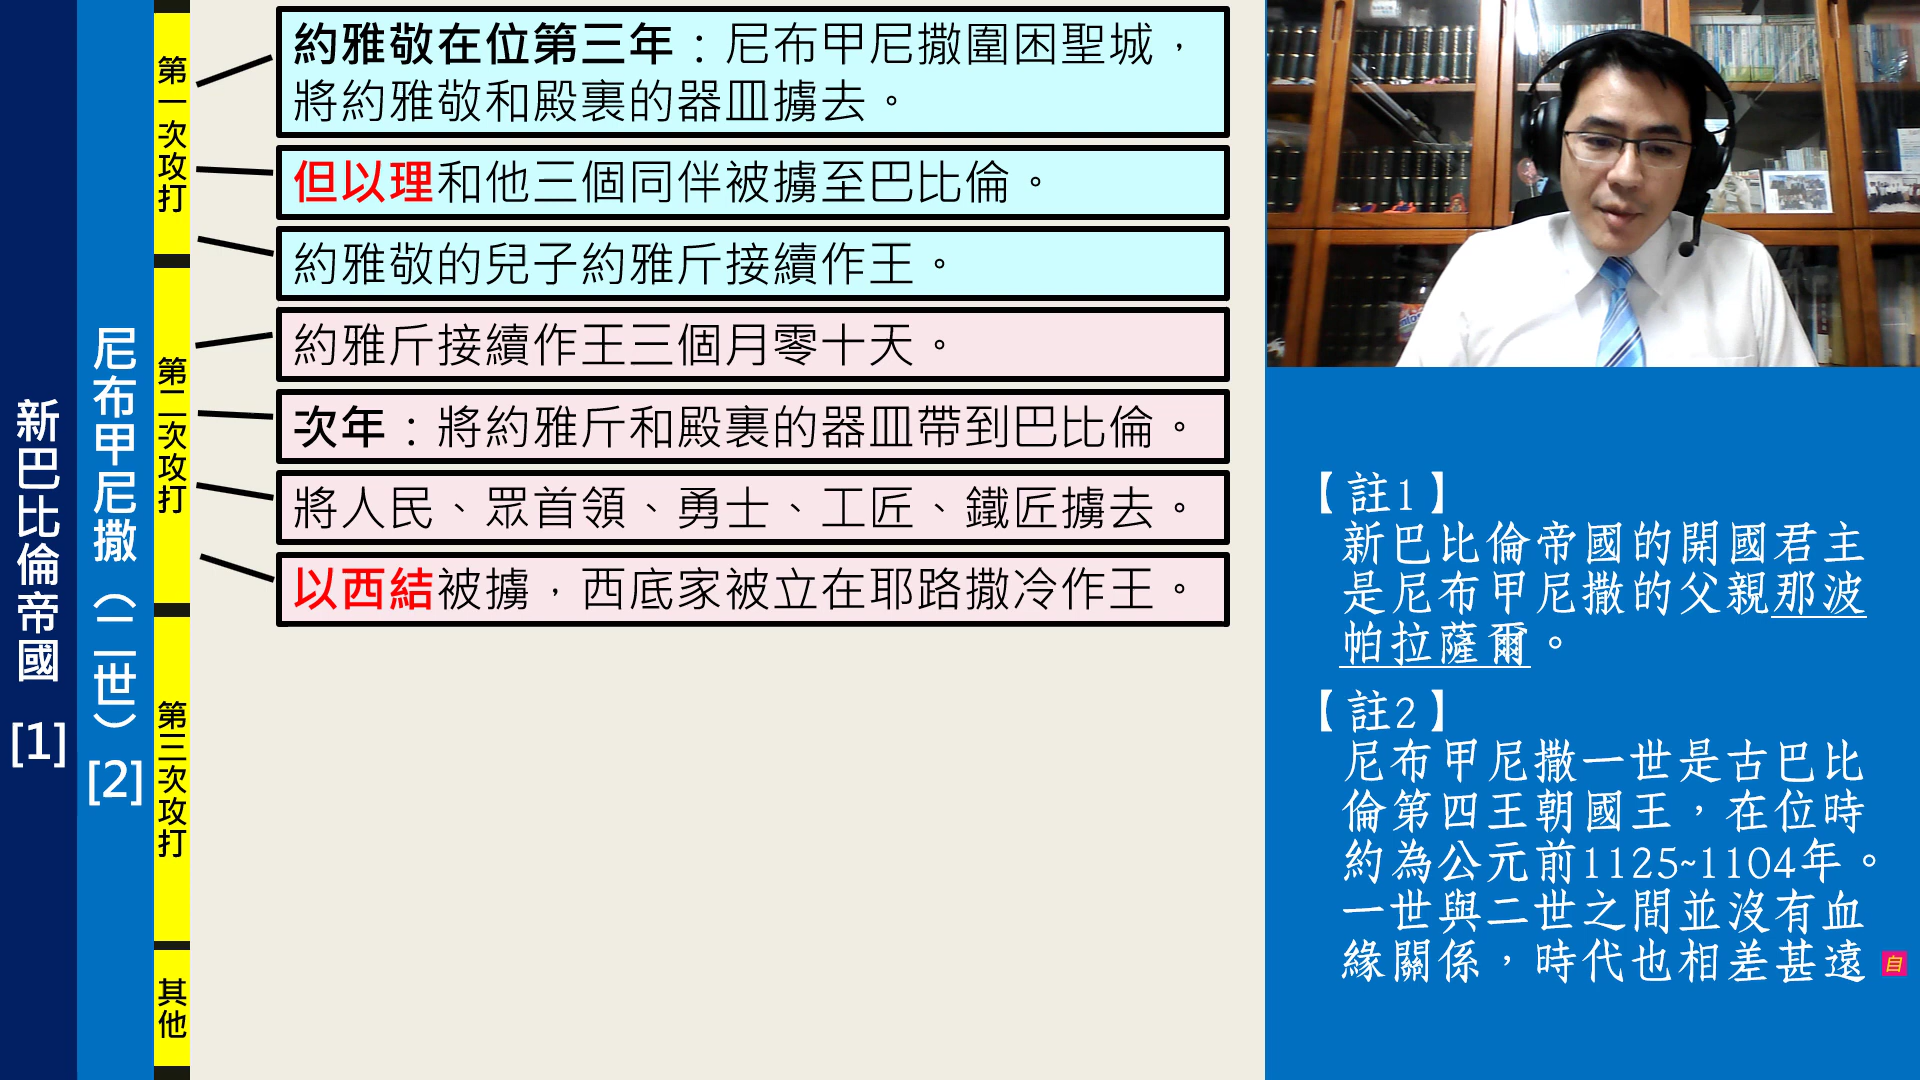 新巴比倫帝國 [1]
尼布甲尼撒（二世）[2]
第一次攻打
約雅敬在位第三年：尼布甲尼撒圍困聖城，
將約雅敬和殿裏的器皿擄去。
但以理和他三個同伴被擄至巴比倫。
約雅敬的兒子約雅斤接續作王。
第二次攻打
約雅斤接續作王三個月零十天。
次年：將約雅斤和殿裏的器皿帶到巴比倫。
將人民、眾首領、勇士、工匠、鐵匠擄去。
以西結被擄，西底家被立在耶路撒冷作王。
第三次攻打
其他
【註1】
新巴比倫帝國的開國君主
是尼布甲尼撒的父親那波
帕拉薩爾。
【註2】
尼布甲尼撒一世是古巴比
倫第四王朝國王，在位時
約為公元前1125~1104年。
一世與二世之間並沒有血
緣關係，時代也相差甚遠
自